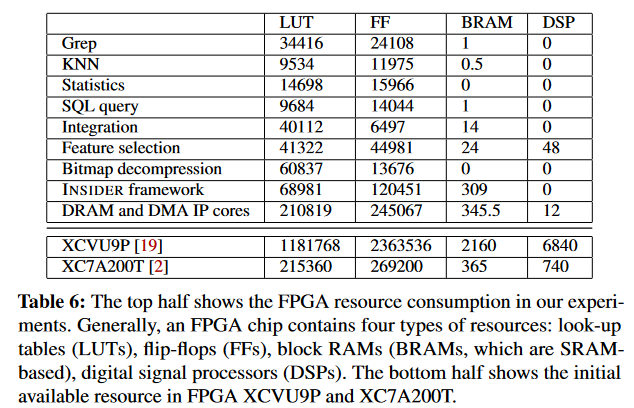 LUT FF BRAM DSP
Grep 34416 24108 1 0
KNN 9534 11975 0.5 0
Statistics 14698 15966 0 0
SQL query 9684 14044 1 0
Integration 40112 6497 14 0
Feature selection 41322 44981 24 48
Bitmap decompression 60837 13676 0 0
INSIDER framework 68981 120451 309 0
DRAM and DMA IP cores 210819 245067 345.5 12
XCVU9P [19] 1181768 2363536 2160 6840
XC7A200T [2] 215360 269200 365 740
Table 6: The top half shows the FPGA resource consumption in our experi-
ments. Generally, an FPGA chip contains four types of resources: look-up
tables (LUTs), flip-flops (FFs), block RAMs (BRAMs, which are SRAM-
based), digital signal processors (DSPs). The bottom half shows the initial
available resource in FPGA XCVU9P and XC7A200T.